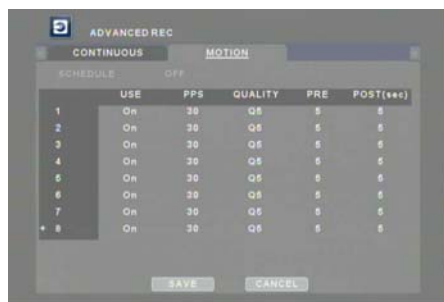 ADVANCED REC
CONTINUOUS MOTION
SCHEDULE OFF
USE PPS QUALITY PRE POST(sec)
1 On 30 Q5 5 5
2 On 30 Q5 5 5
3 On 30 Q5 5 5
4 On 30 Q5 5 5
5 On 30 Q5 5 5
6 On 30 Q5 5 5
7 On 30 Q5 5 5
+ 8 On 30 Q5 5 5
SAVE CANCEL